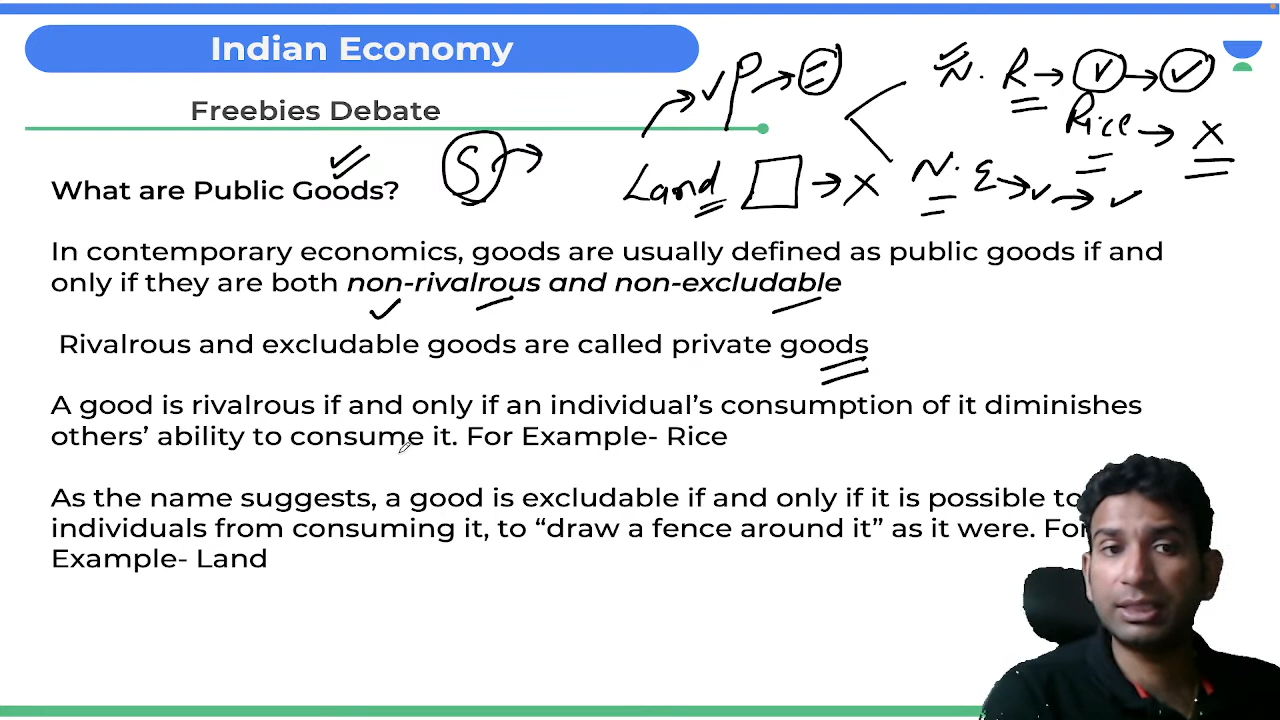 Indian Economy
Freebies Debate
What are Public Goods?
S
P
Land
X
N. R
Rice
X
N. E
In contemporary economics, goods are usually defined as public goods if and
only if they are both non-rivalrous and non-excludable
Rivalrous and excludable goods are called private goods
A good is rivalrous if and only if an individual's consumption of it diminishes
others' ability to consume it. For Example- Rice
As the name suggests, a good is excludable if and only if it is possible to
individuals from consuming it, to “draw a fence around it” as it were. For
Example- Land